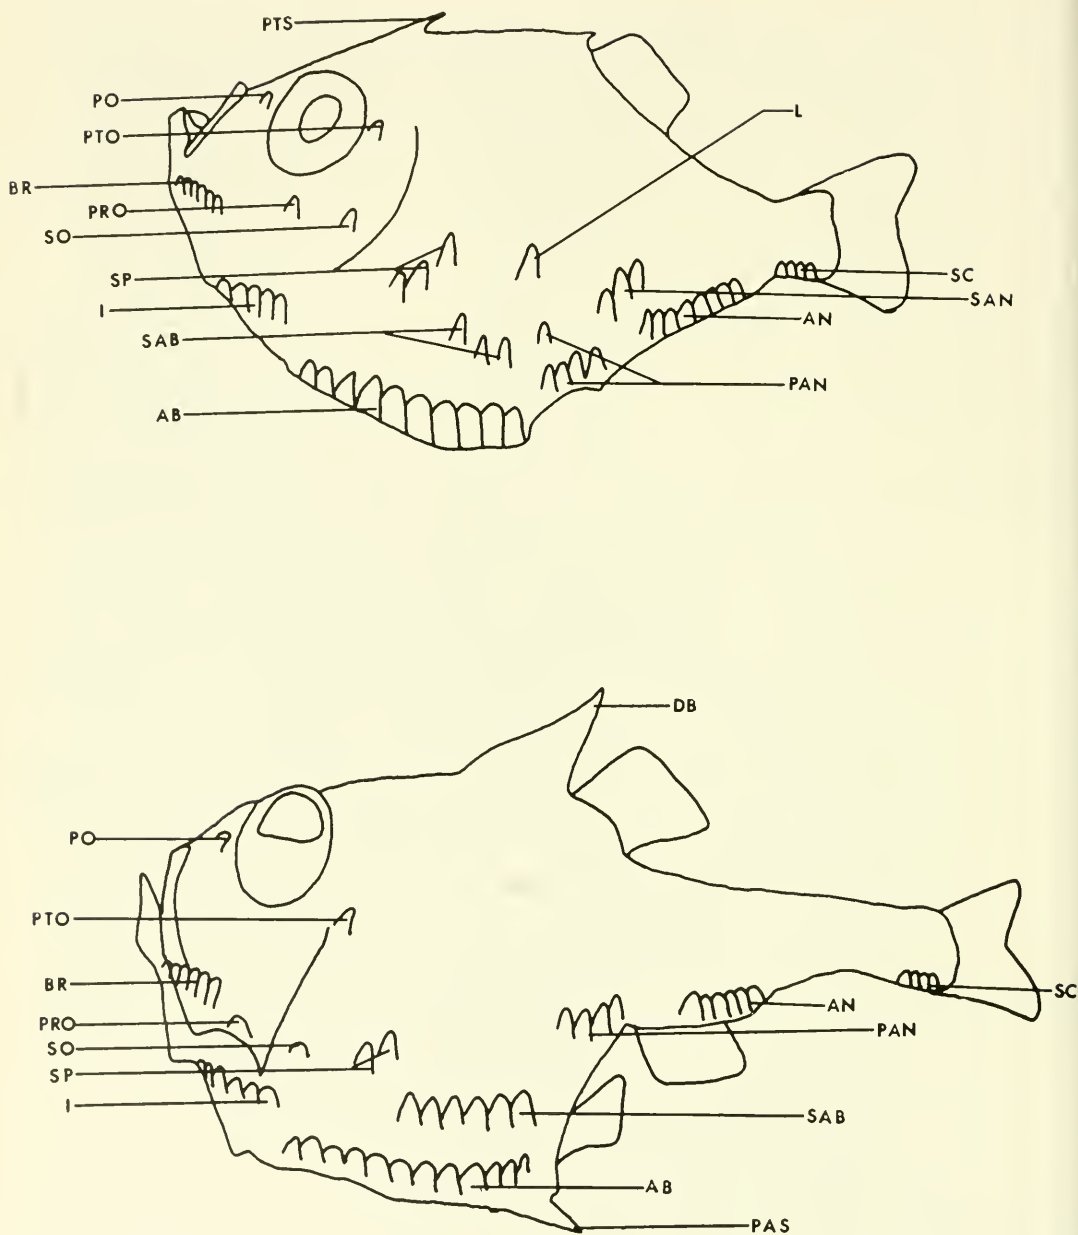 PTS
PO
PTO
L
BR
PRO
SO
SP
SC
I
SAN
AN
SAB
PAN
AB
DB
PO
PTO
BR
SC
AN
PRO
PAN
SO
SP
I
SAB
AB
PAS